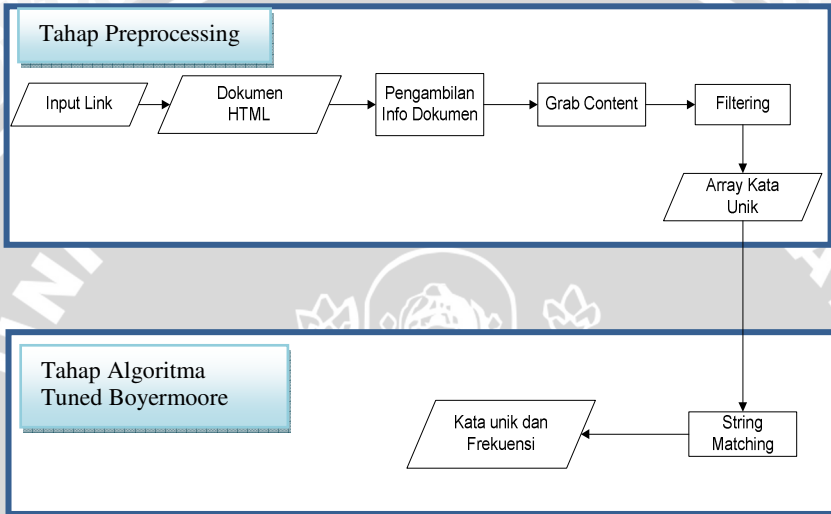 Tahap Preprocessing
Input Link
Dokumen
HTML
Pengambilan
Info Dokumen
Grab Content
Filtering
Array Kata
Unik
Tahap Algoritma
Tuned Boyermoore
Kata unik dan
Frekuensi
String
Matching